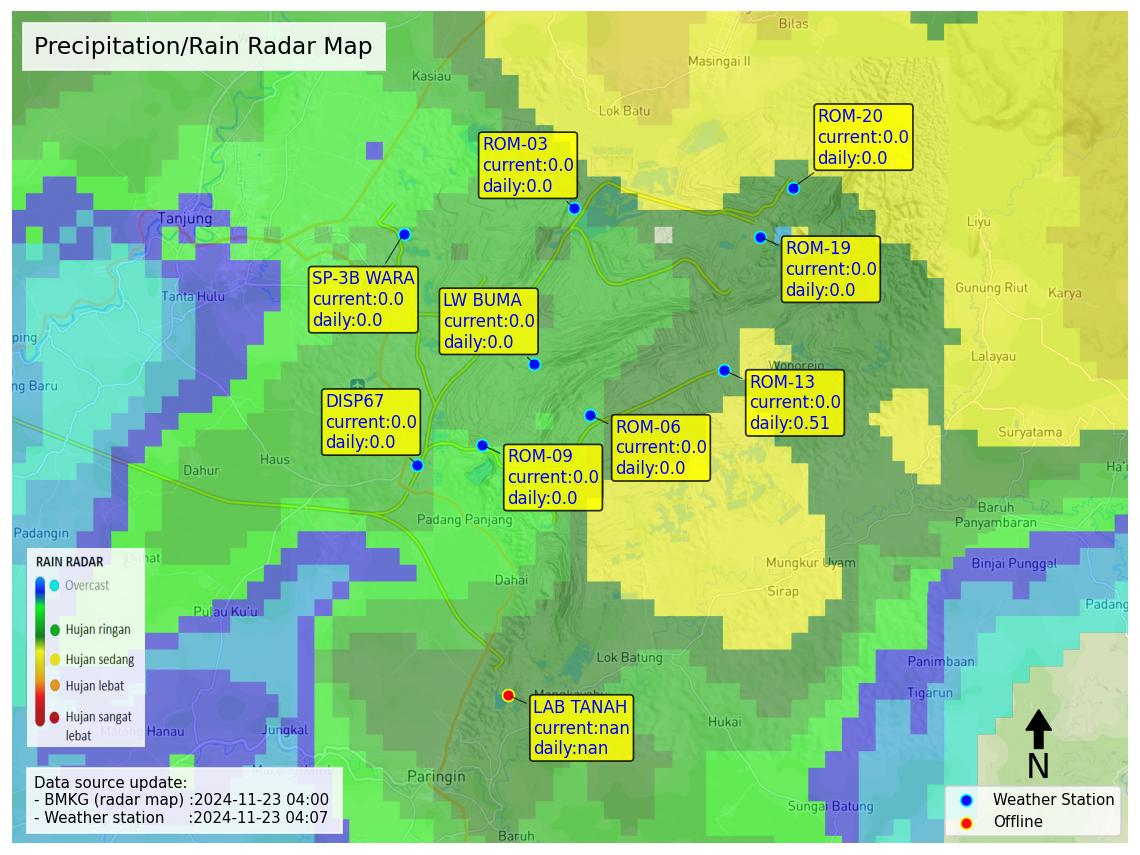 Precipitation/Rain Radar Map
Bilas
Masingai II
Kasiau
Lok Batu
ROM-20
current:0.0
daily:0.0
ROM-03
current:0.0
daily:0.0
Tanjung
Liyu
ROM-19
current:0.0
daily:0.0
SP-3B WARA
current:0.0
daily:0.0
LW BUMA
current:0.0
daily:0.0
Tanta Hulu
Gunung Riut
Karya
ping
Lalayau
Wonorejo
ng Baru
ROM-13
current:0.0
daily:0.51
DISP67
current:0.0
daily:0.0
ROM-06
current:0.0
daily:0.0
Suryatama
ROM-09
current:0.0
daily:0.0
Haus
Dahur
Ha'u
Baruh
Panyambaran
Padang Panjang
Padangin
Mungkur Uyam
Binjai Punggal
Dahai
Sirap
Padang
Pulau Ku'u
RAIN RADAR
Overcast
Hujan ringan
Hujan sedang
Hujan lebat
Hujan sangat
lebat
Lok Batung
Panimbaan
Tigarun
LAB TANAH
current:nan
daily:nan
Hukai
Jungkal
Paringin
Sungai Batung
Baruh
N
Data source update:
- BMKG (radar map) :2024-11-23 04:00
- Weather station :2024-11-23 04:07
Weather Station
Offline